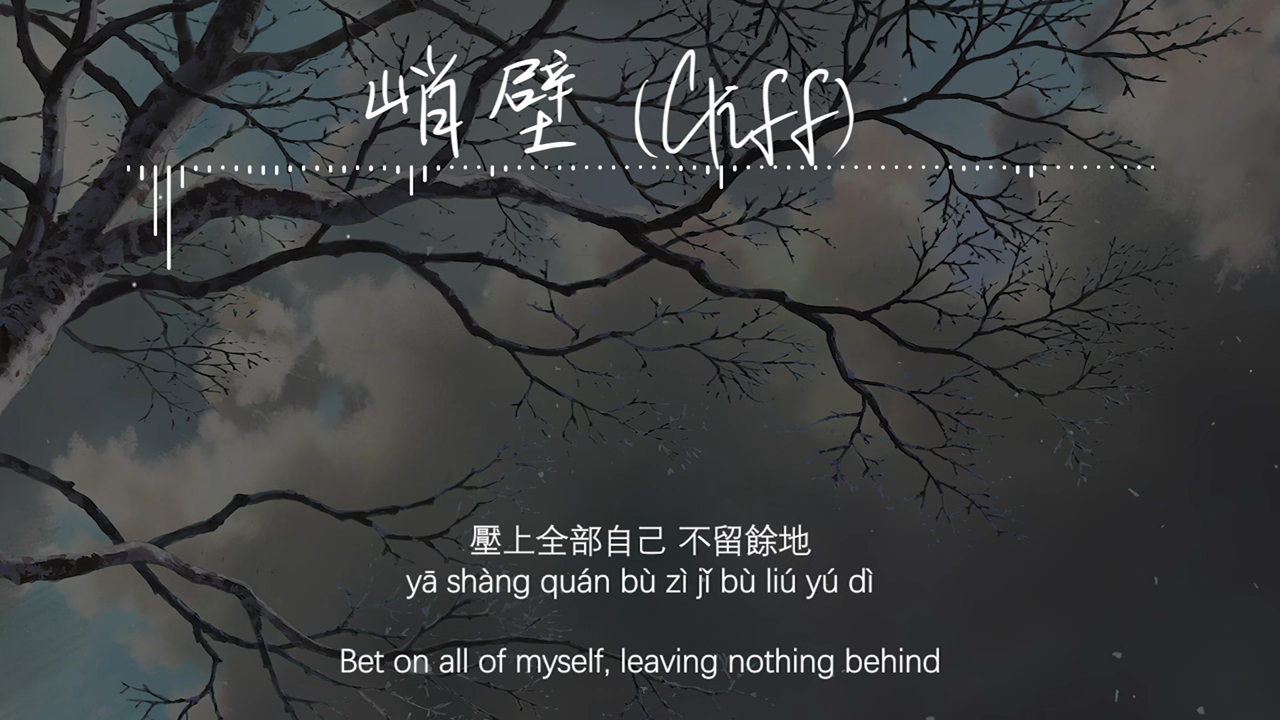 峭壁 (Cliff)
壓上全部自己 不留餘地
yā shàng quán bù zì jǐ bù liú yú dì
Bet on all of myself, leaving nothing behind